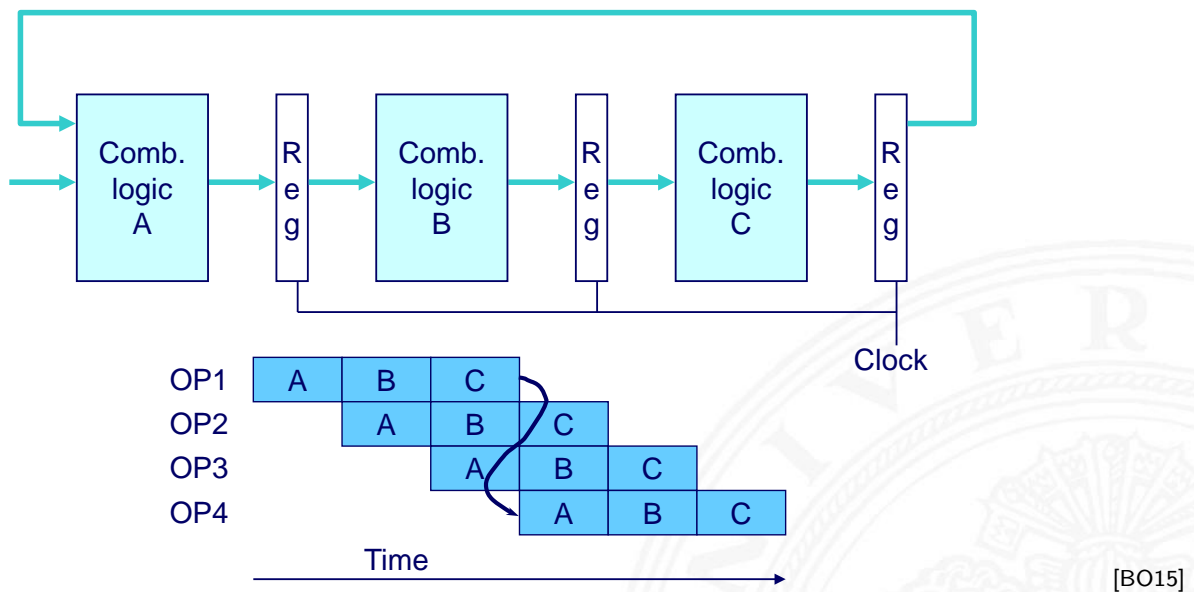 Comb.
logic
A
R
e
g
Comb.
logic
B
R
e
g
Comb.
logic
C
R
e
g
Clock
OP1 A B C
OP2 A B C
OP3 A B C
OP4 A B C
Time
[BO15]
I V E R